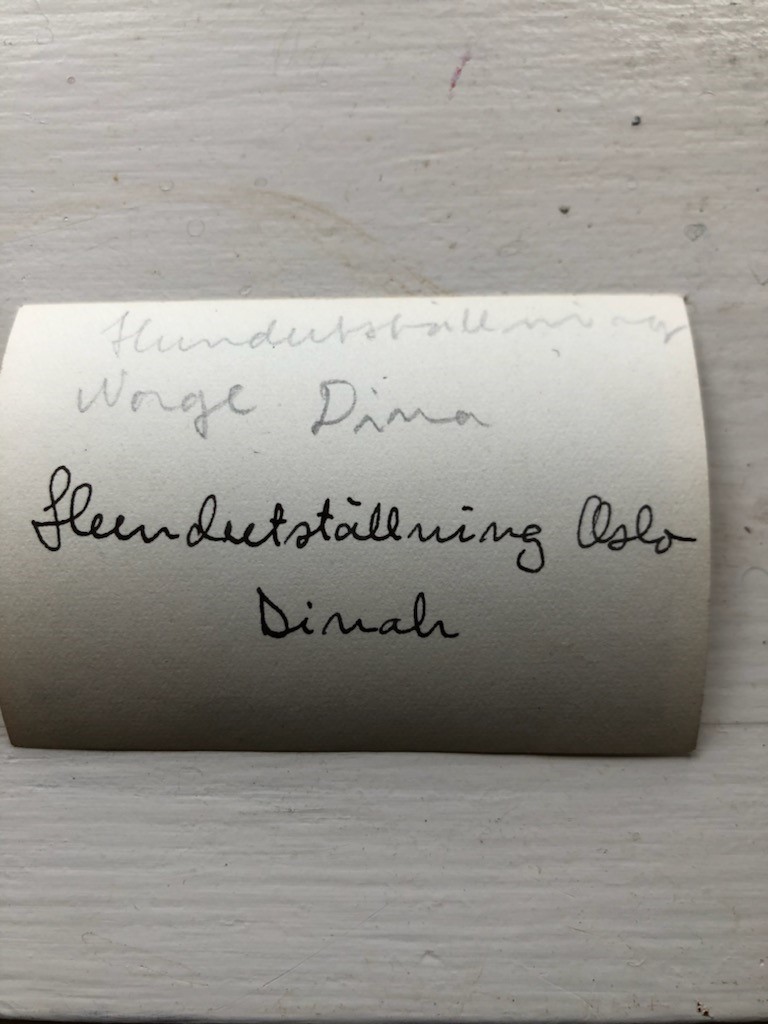 Hundutställning
Norge Dina
Hundutställning Oslo
Dinah